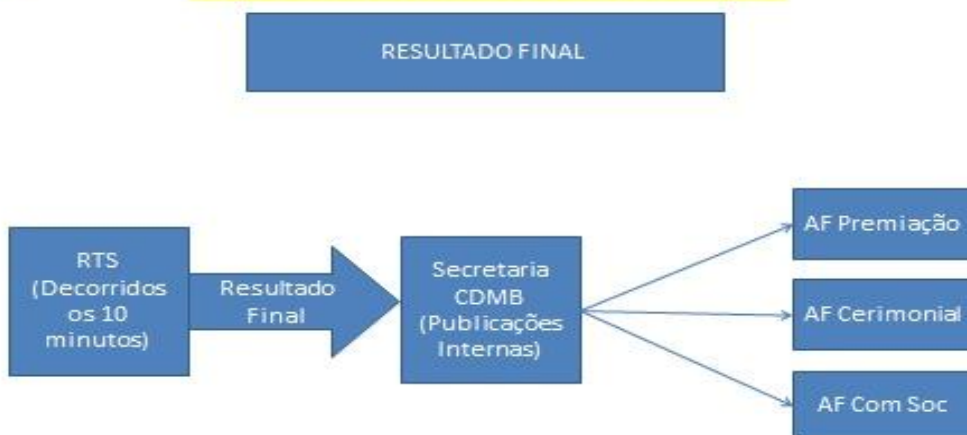 RESULTADO FINAL
RTS
(Decorridos
os 10
minutos)
Resultado
Final
Secretaria
CDMB
(Publicações
Internas)
AF Premiação
AF Cerimonial
AF Com Soc